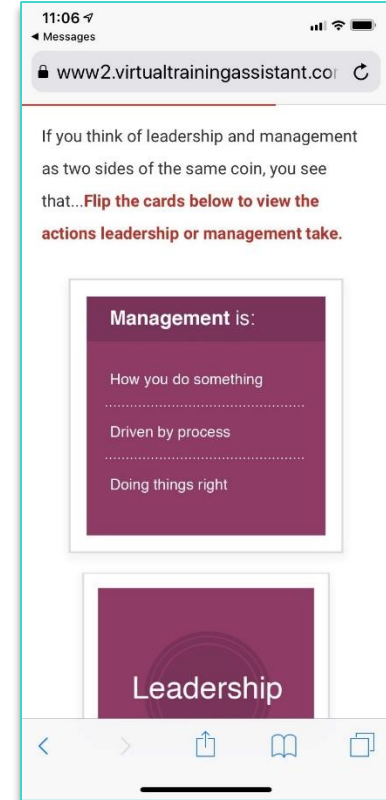 11:06
Messages
www2.virtualtrainingassistant.cor
If you think of leadership and management
as two sides of the same coin, you see
that...Flip the cards below to view the
actions leadership or management take.
Management is:
How you do something
Driven by process
Doing things right
Leadership